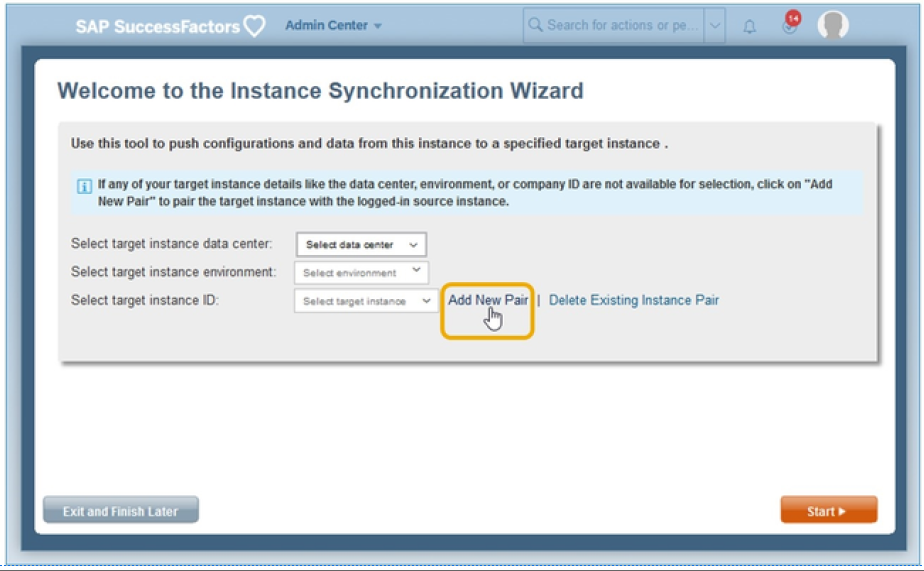 SAP SuccessFactors Admin Center Search for actions or pe... 14
Welcome to the Instance Synchronization Wizard
Use this tool to push configurations and data from this instance to a specified target instance .
If any of your target instance details like the data center, environment, or company ID are not available for selection, click on "Add
New Pair" to pair the target instance with the logged-in source instance.
Select target instance data center: Select data center
Select target instance environment: Select environment
Select target instance ID: Select target instance Add New Pair | Delete Existing Instance Pair
Exit and Finish Later Start